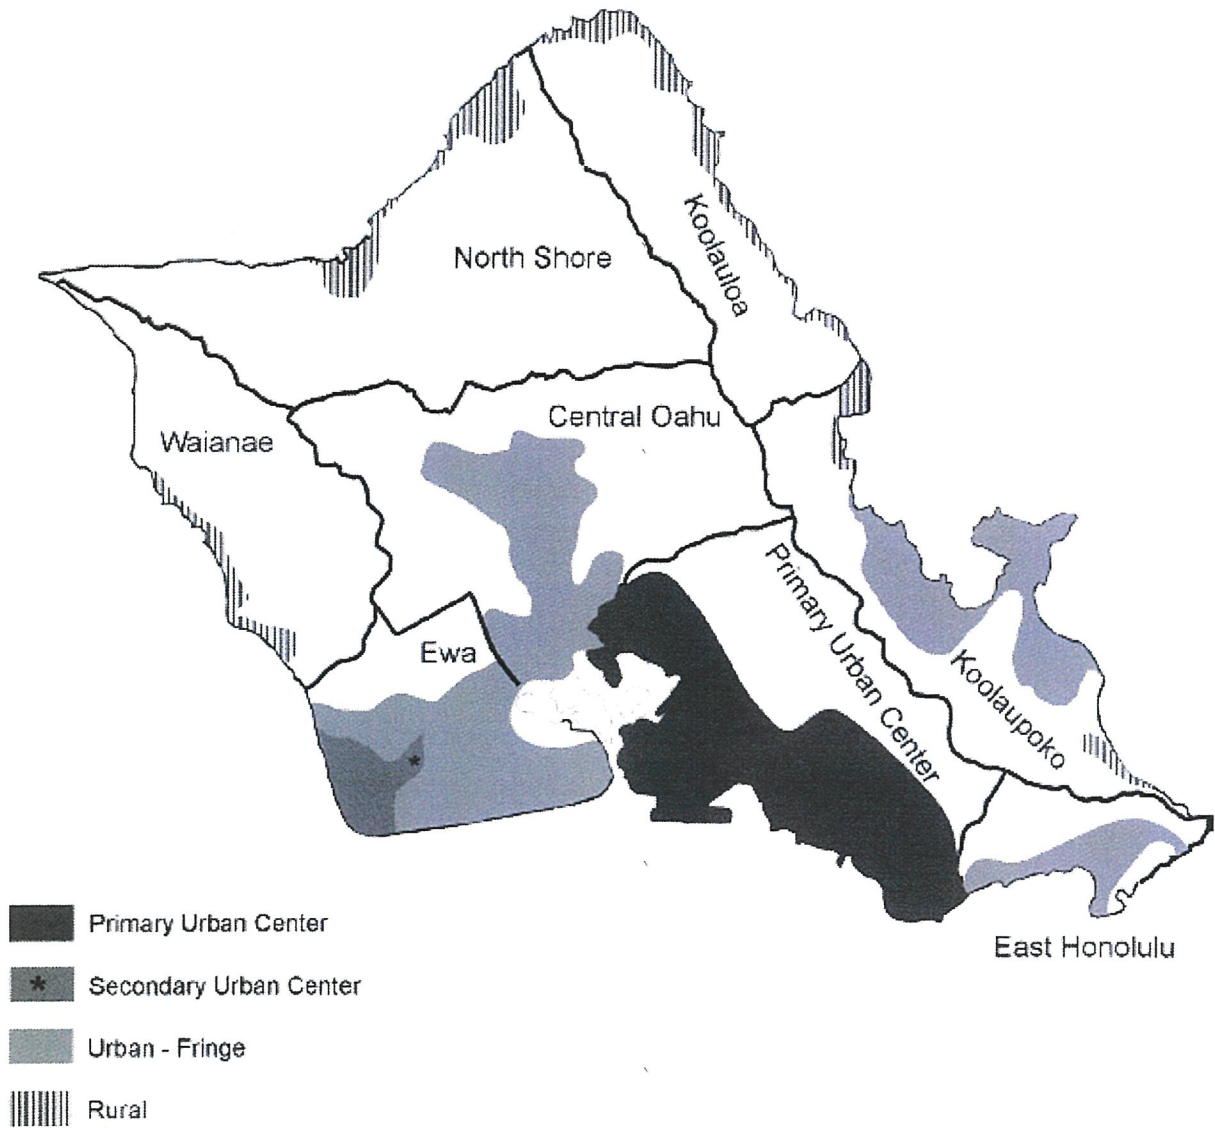 Koolauloa
North Shore
Central Oahu
Waianae
Primary Urban Center
Ewa
Koolaupoko
*
East Honolulu
Primary Urban Center
* Secondary Urban Center
Urban - Fringe
Rural